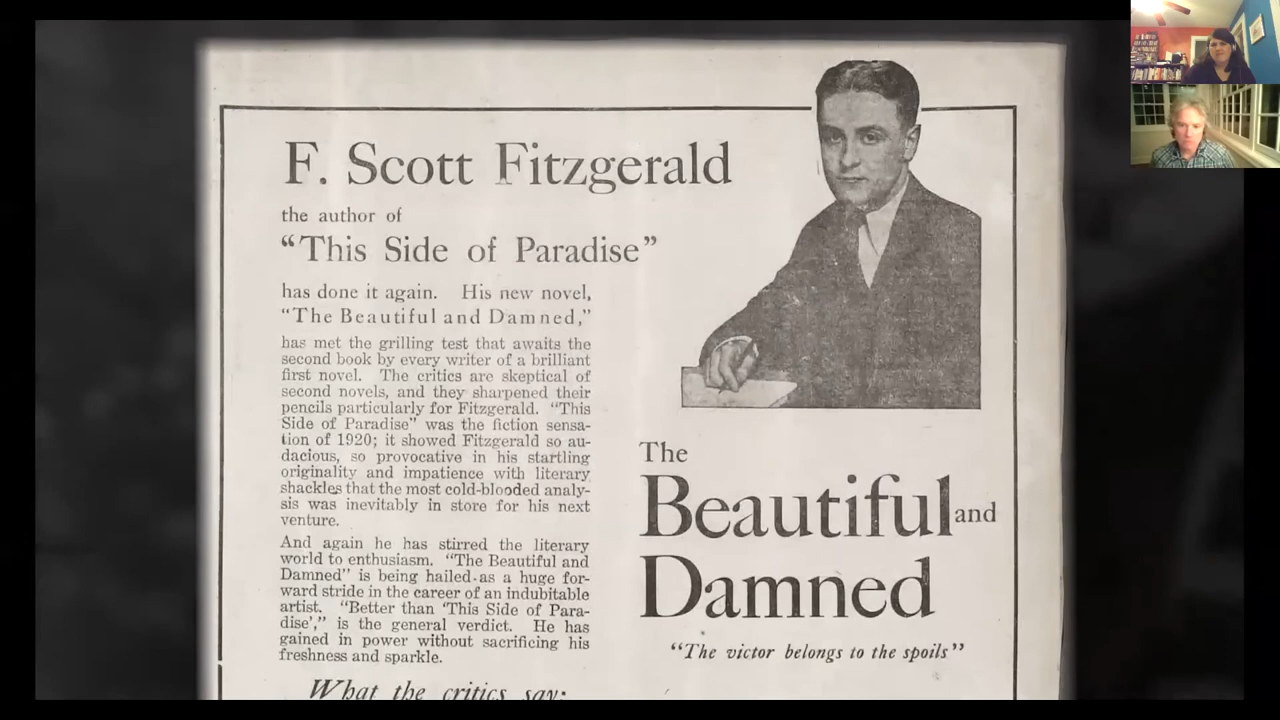 F. Scott Fitzgerald
the author of
“This Side of Paradise”
has done it again. His new novel,
“The Beautiful and Damned,”
has met the grilling test that awaits the
second book by every writer of a brilliant
first novel. The critics are skeptical of
second novels, and they sharpened their
pencils particularly for Fitzgerald. “This
Side of Paradise” was the fiction sensa-
tion of 1920; it showed Fitzgerald so au-
dacious, so provocative in his startling
originality and impatience with literary
shackles that the most cold-blooded analy-
sis was inevitably in store for his next
venture.
And again he has stirred the literary
world to enthusiasm. “The Beautiful and
Damned” is being hailed as a huge for-
ward stride in the career of an indubitable
artist. “Better than ‘This Side of Para-
dise’,” is the general verdict. He has
gained in power without sacrificing his
freshness and sparkle.
What the critics say:
The
Beautiful and
Damned
“The victor belongs to the spoils”